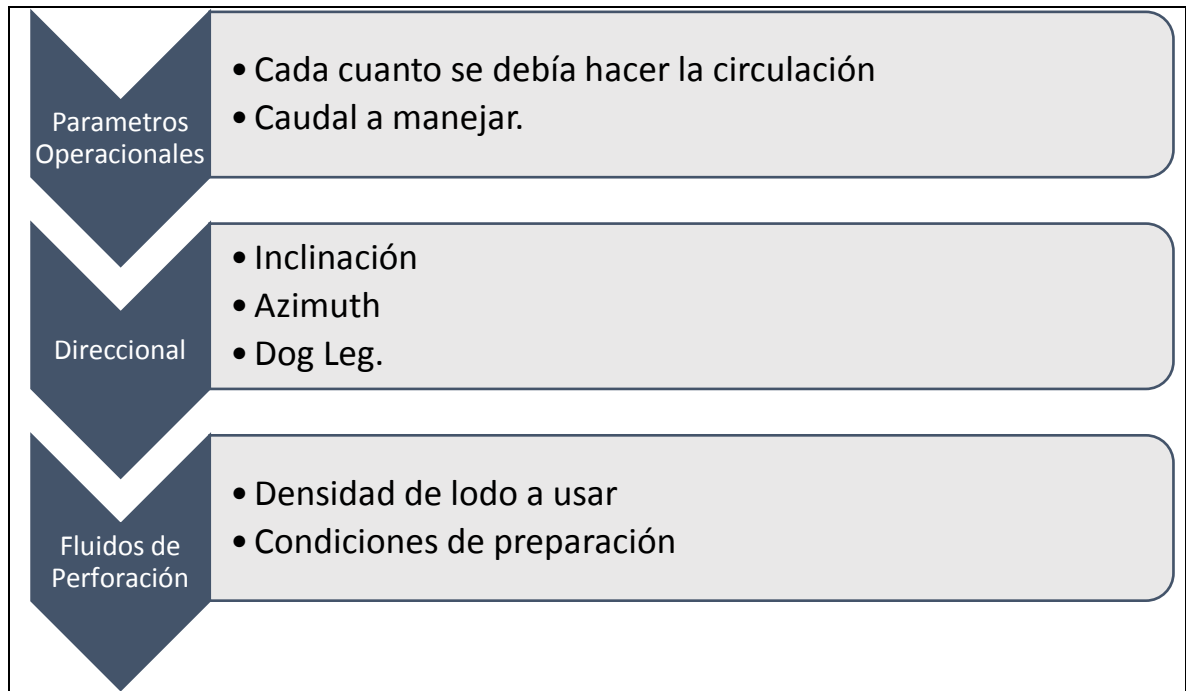 Parametros
Operacionales
• Cada cuanto se debía hacer la circulación
• Caudal a manejar.
Direccional
• Inclinación
• Azimuth
• Dog Leg.
Fluidos de
Perforación
• Densidad de lodo a usar
• Condiciones de preparación